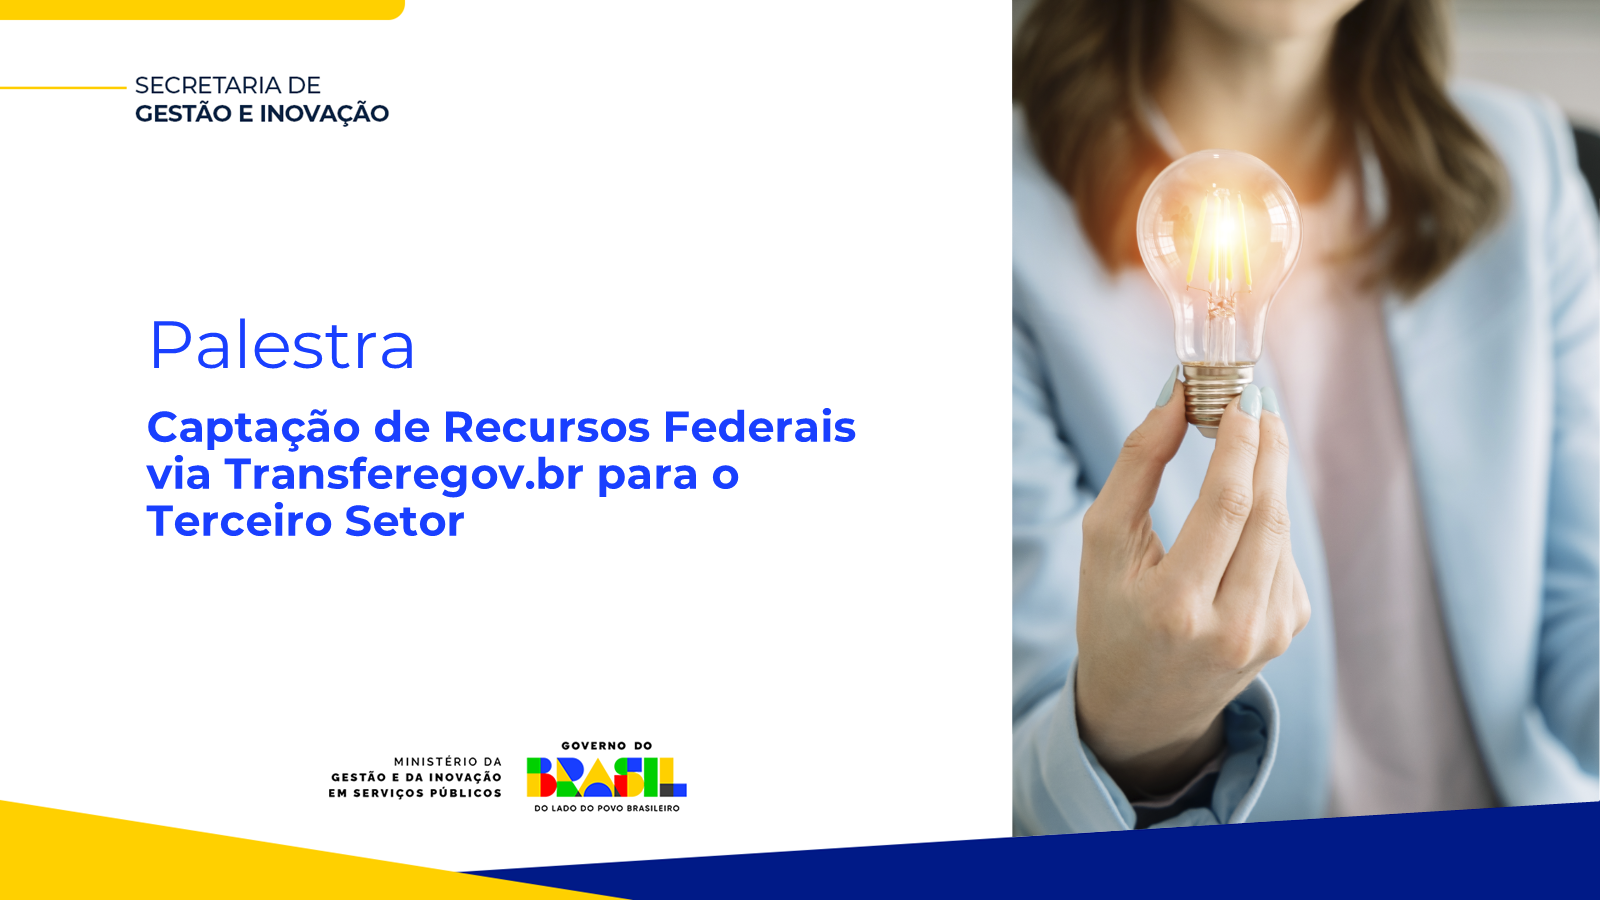 SECRETARIA DE
GESTÃO E INOVAÇÃO
Palestra
Captação de Recursos Federais
via Transferegov.br para o
Terceiro Setor
MINISTÉRIO DA
GESTÃO E DA INOVAÇÃO
EM SERVIÇOS PÚBLICOS
GOVERNO DO
BRASIL
DO LADO DO POVO BRASILEIRO